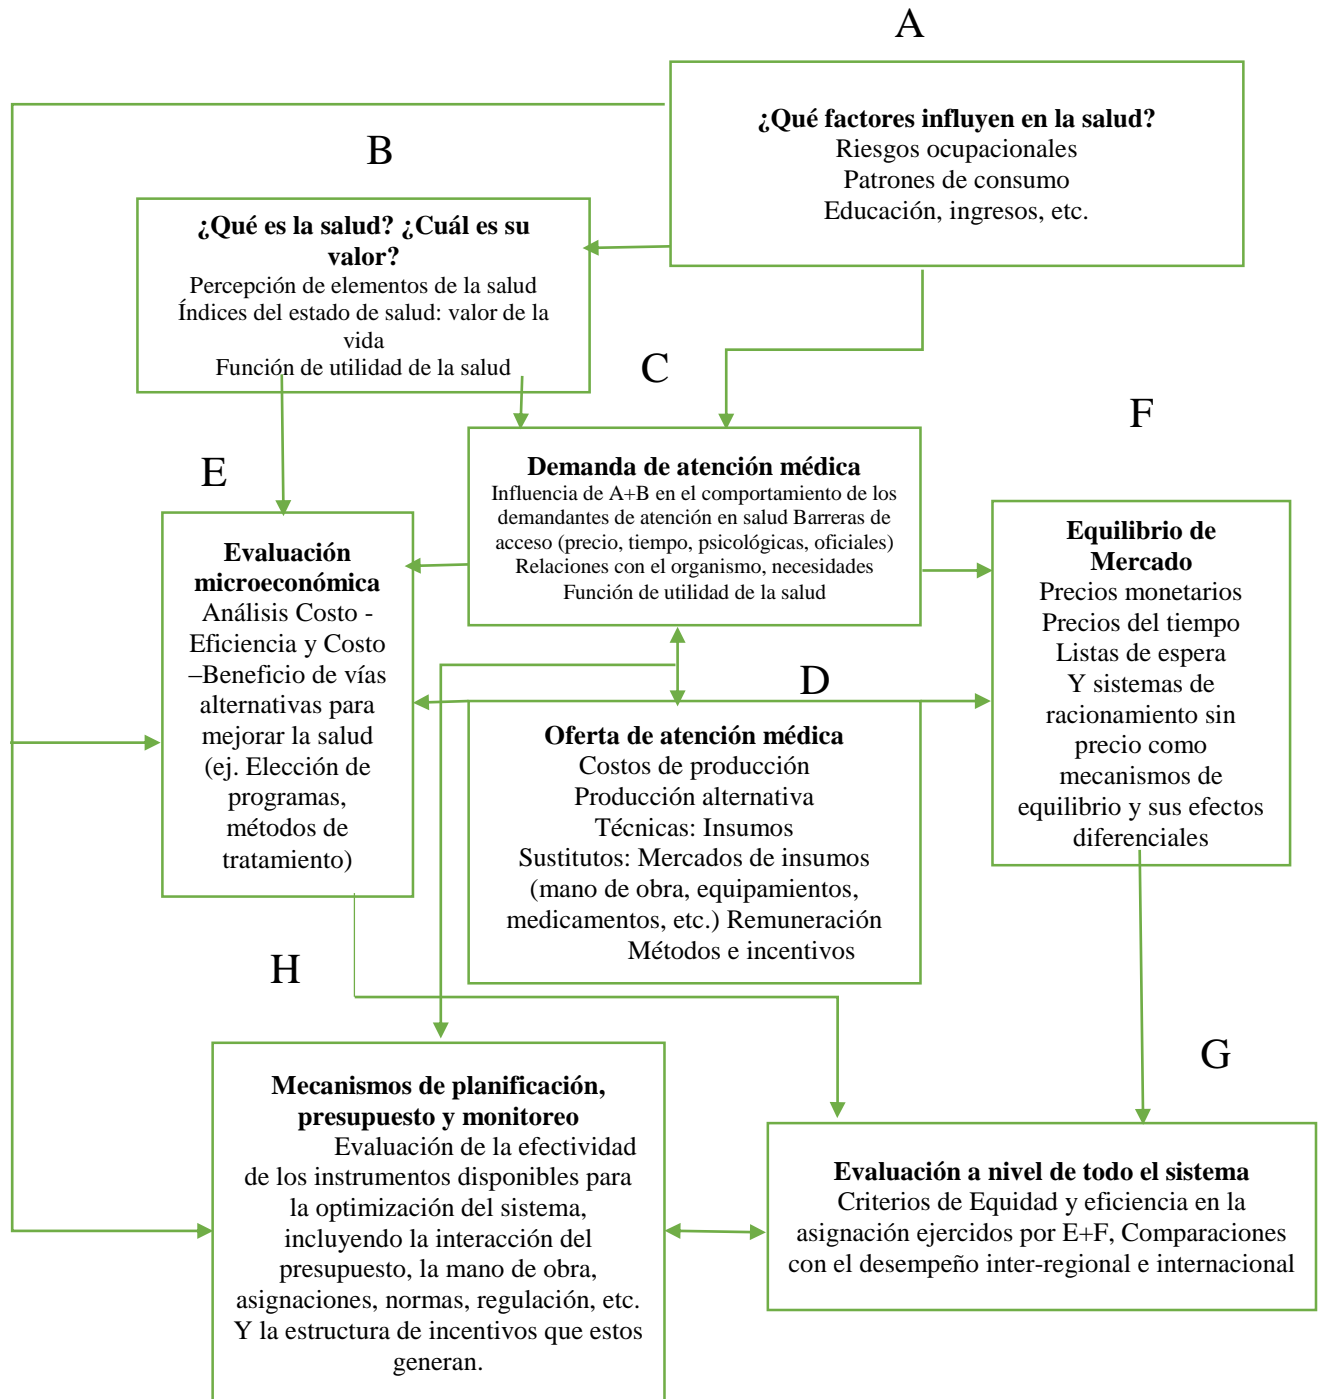 A
¿Qué factores influyen en la salud?
Riesgos ocupacionales
Patrones de consumo
Educación, ingresos, etc.
B
¿Qué es la salud? ¿Cuál es su
valor?
Percepción de elementos de la salud
Índices del estado de salud: valor de la
vida
Función de utilidad de la salud
C
Demanda de atención médica
Influencia de A+B en el comportamiento de los
demandantes de atención en salud Barreras de
acceso (precio, tiempo, psicológicas, oficiales)
Relaciones con el organismo, necesidades
Función de utilidad de la salud
F
Equilibrio de
Mercado
Precios monetarios
Precios del tiempo
Listas de espera
Y sistemas de
racionamiento sin
precio como
mecanismos de
equilibrio y sus efectos
diferenciales
E
Evaluación
microeconómica
Análisis Costo -
Eficiencia y Costo
–Beneficio de vías
alternativas para
mejorar la salud
(ej. Elección de
programas,
métodos de
tratamiento)
D
Oferta de atención médica
Costos de producción
Producción alternativa
Técnicas: Insumos
Sustitutos: Mercados de insumos
(mano de obra, equipamientos,
medicamentos, etc.) Remuneración
Métodos e incentivos
H
Mecanismos de planificación,
presupuesto y monitoreo
Evaluación de la efectividad
de los instrumentos disponibles para
la optimización del sistema,
incluyendo la interacción del
presupuesto, la mano de obra,
asignaciones, normas, regulación, etc.
Y la estructura de incentivos que estos
generan.
G
Evaluación a nivel de todo el sistema
Criterios de Equidad y eficiencia en la
asignación ejercidos por E+F, Comparaciones
con el desempeño inter-regional e internacional